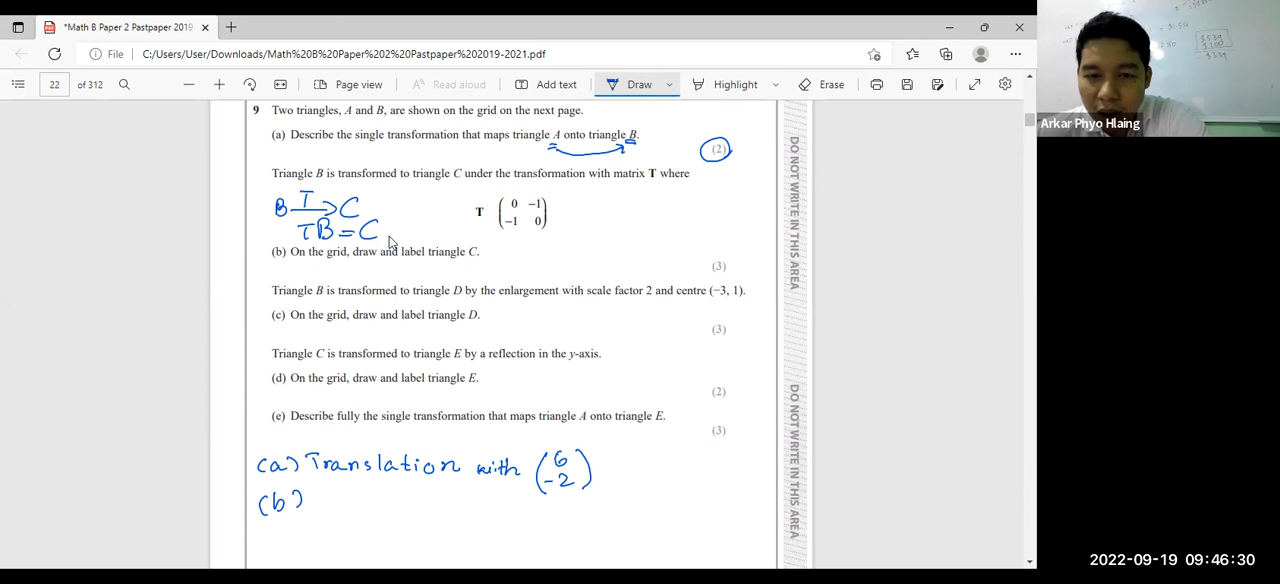 *Math B Paper 2 Pastpaper 2019
File C:/Users/User/Downloads/Math%20B%20Paper%202%20Pastpaper%202019-2021.pdf
22 of 312 Page view Read aloud Add text Draw Highlight Erase
9 Two triangles, A and B, are shown on the grid on the next page.
(a) Describe the single transformation that maps triangle A onto triangle B.
(2)
Triangle B is transformed to triangle C under the transformation with matrix T where
B T C
T ( 0 −1
−1 0 )
TB = C
(b) On the grid, draw and label triangle C.
(3)
Triangle B is transformed to triangle D by the enlargement with scale factor 2 and centre (−3, 1).
(c) On the grid, draw and label triangle D.
(3)
Triangle C is transformed to triangle E by a reflection in the y-axis.
(d) On the grid, draw and label triangle E.
(2)
(e) Describe fully the single transformation that maps triangle A onto triangle E.
(3)
(a) Translation with ( 6
-2 )
(b)
DO NOT WRITE IN THIS AREA
DO NOT WRITE IN THIS AREA
Arkar Phyo Hlaing
2022-09-19 09:46:30